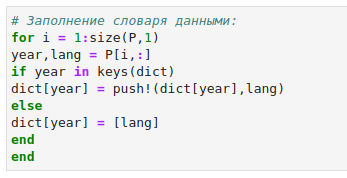 # Заполнение словаря данными:
for i = 1:size(P,1)
year,lang = P[i,:]
if year in keys(dict)
dict[year] = push!(dict[year],lang)
else
dict[year] = [lang]
end
end